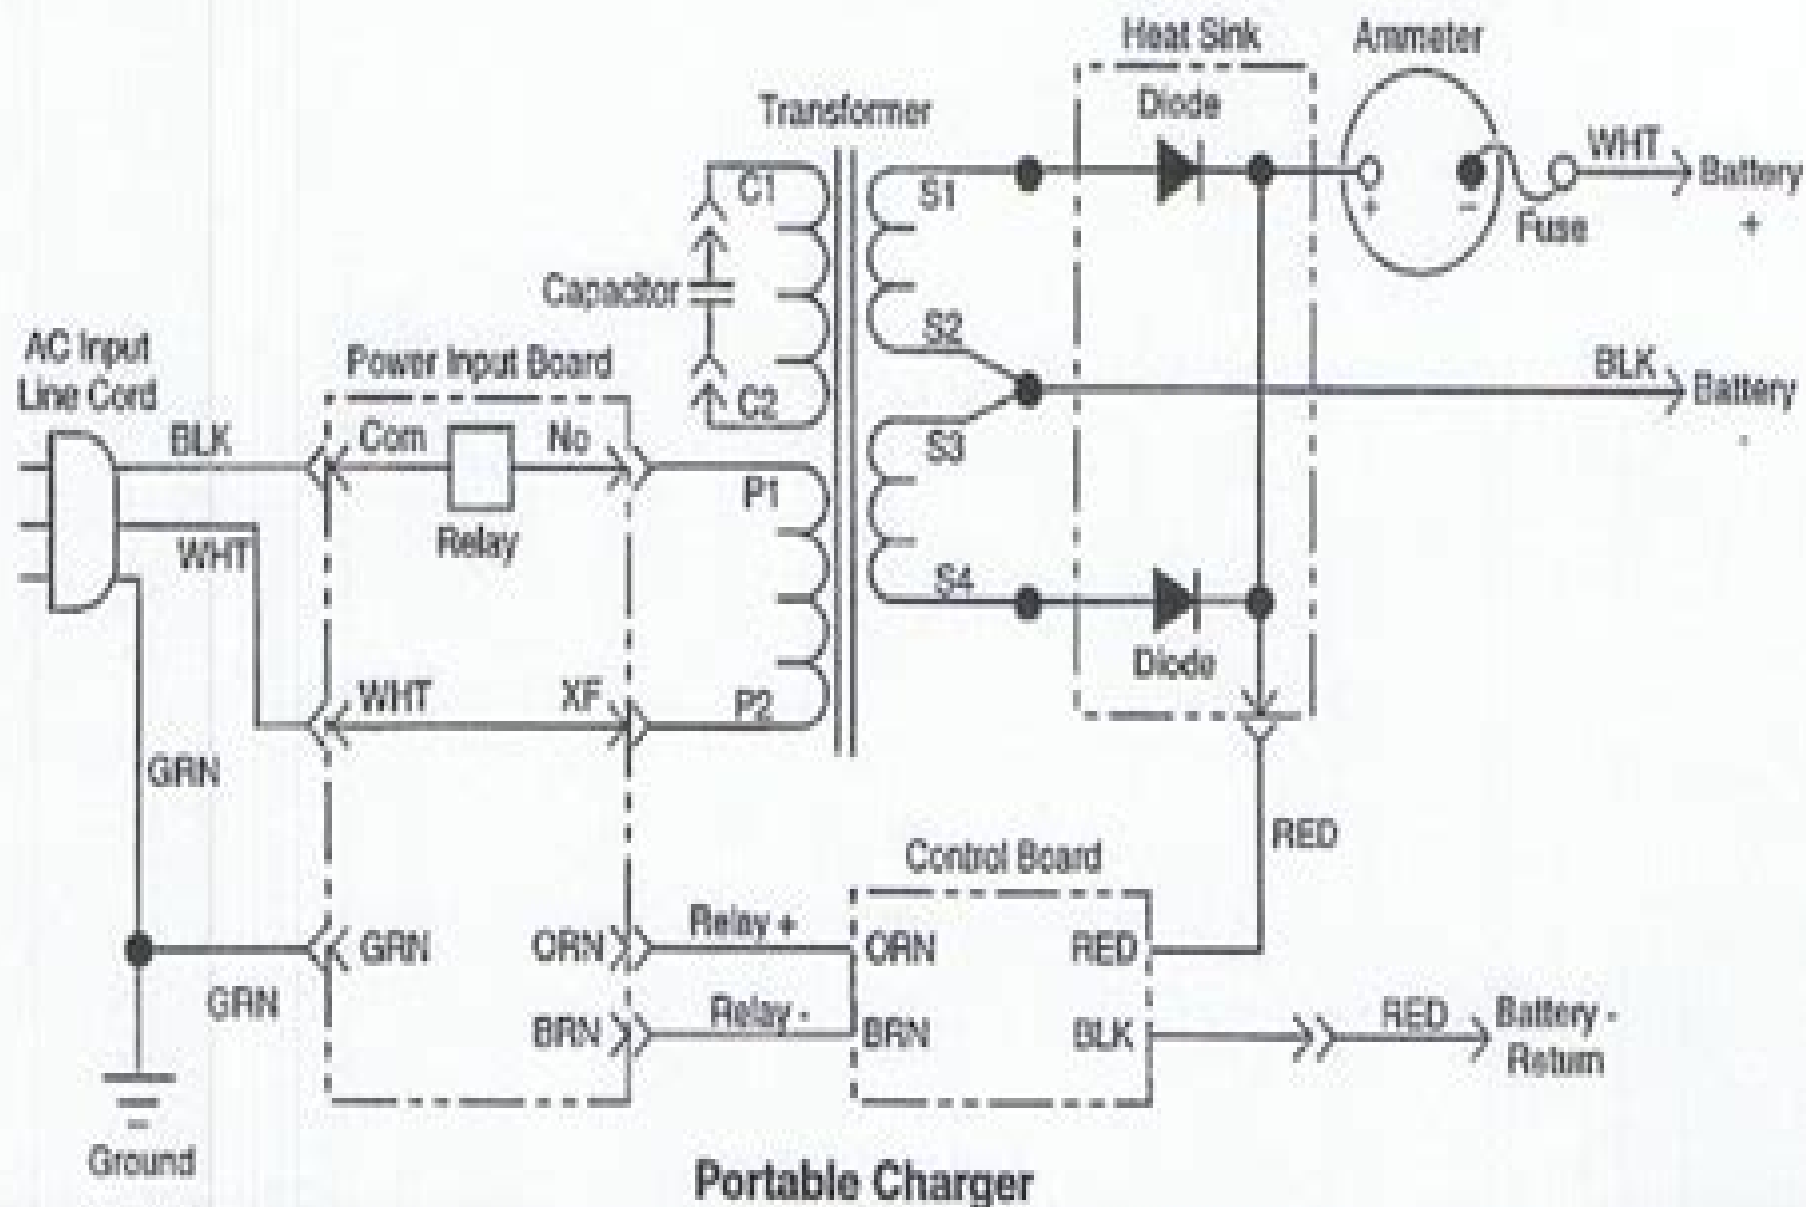 Heat Sink
Ammeter
Diode
Transformer
WHT
Battery
+
C1
S1
+
-
Fuse
Capacitor
S2
BLK
Battery
-
AC Input
Line Cord
Power Input Board
C2
BLK
Com
No
S3
P1
Relay
WHT
S4
Diode
WHT
XF
P2
GRN
RED
Control Board
Relay +
GRN
ORN
ORN
RED
GRN
Relay -
BRN
BRN
BLK
RED
Battery -
Return
Ground
Portable Charger